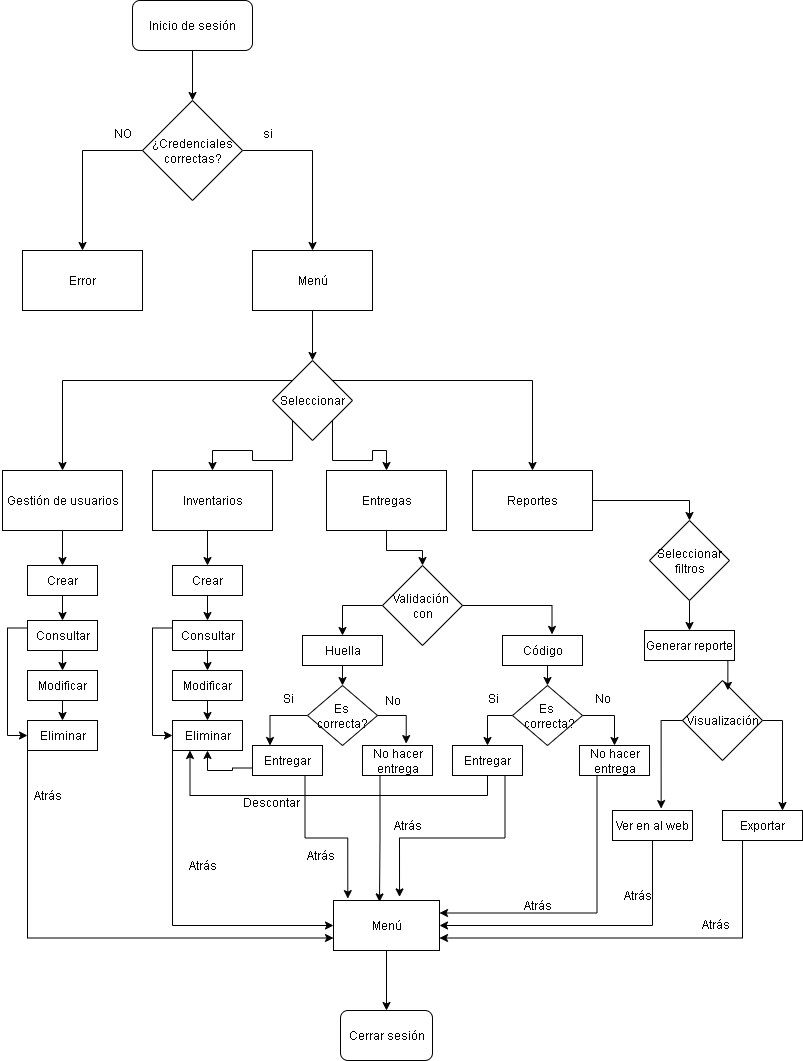 Inicio de sesión
NO
si
¿Credenciales
correctas?
Error
Menú
Seleccionar
Gestión de usuarios
Inventarios
Entregas
Reportes
Seleccionar
filtros
Crear
Crear
Validación
con
Consultar
Consultar
Huella
Código
Generar reporte
Modificar
Modificar
Si
Es
correcta?
No
Si
Es
correcta?
No
Visualización
Eliminar
Eliminar
Entregar
No hacer
entrega
Entregar
No hacer
entrega
Atrás
Descontar
Ver en al web
Exportar
Atrás
Atrás
Atrás
Atrás
Atrás
Atrás
Menú
Cerrar sesión